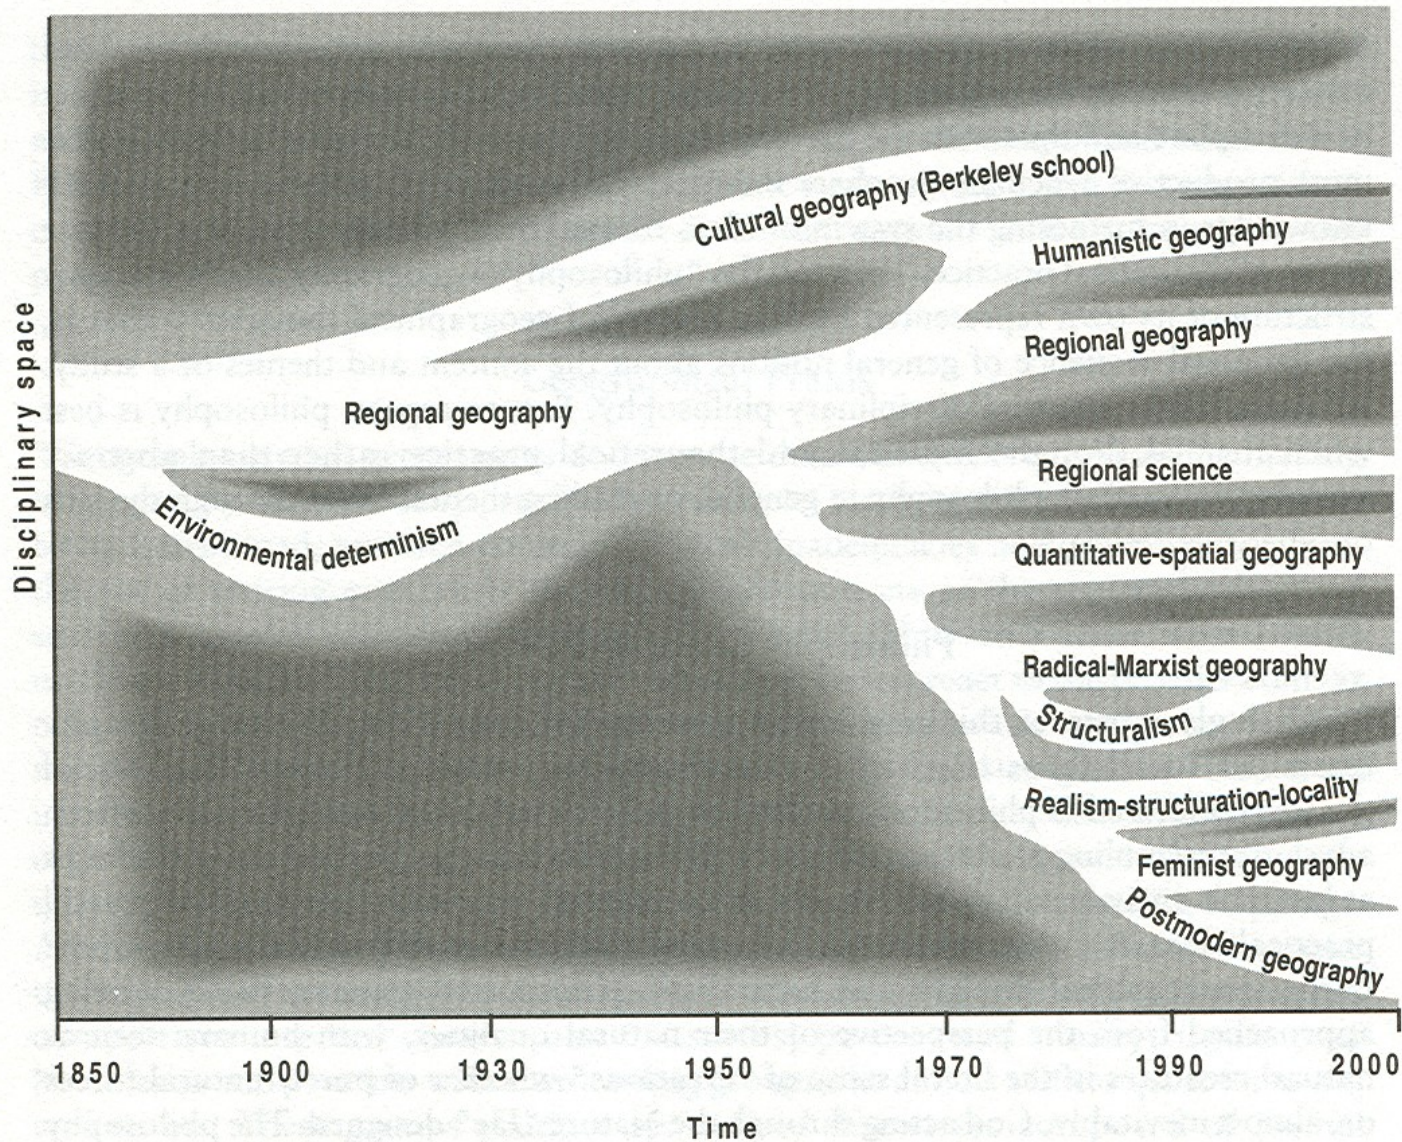 Cultural geography (Berkeley school)
Humanistic geography
Regional geography
Regional geography
Regional science
Environmental determinism
Quantitative-spatial geography
Radical-Marxist geography
Structuralism
Realism-structuration-locality
Feminist geography
Postmodern geography
Disciplinary space
1850 1900 1930 1950 1970 1990 2000
Time